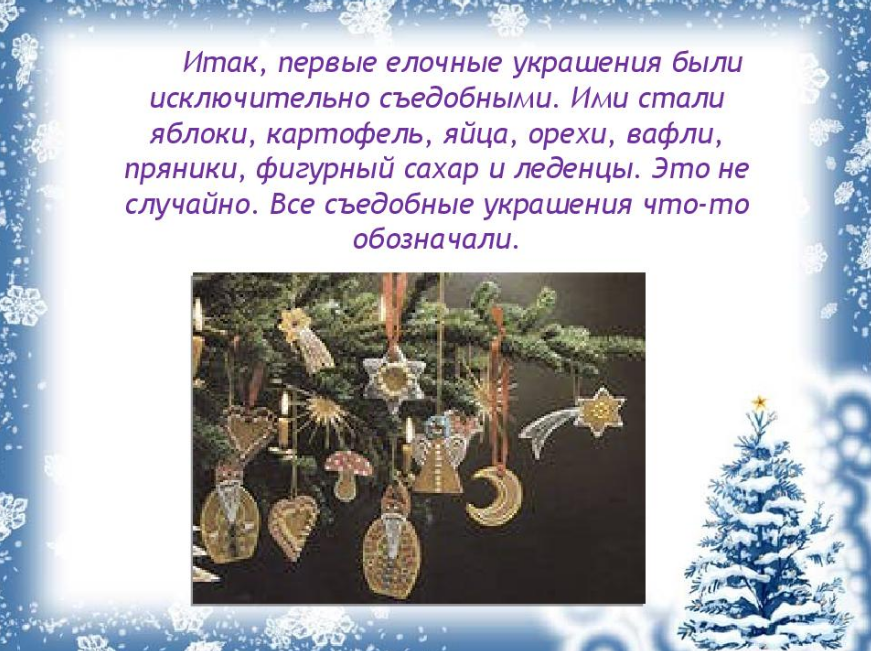 Итак, первые елочные украшения были
исключительно съедобными. Ими стали
яблоки, картофель, яйца, орехи, вафли,
пряники, фигурный сахар и леденцы. Это не
случайно. Все съедобные украшения что-то
обозначали.